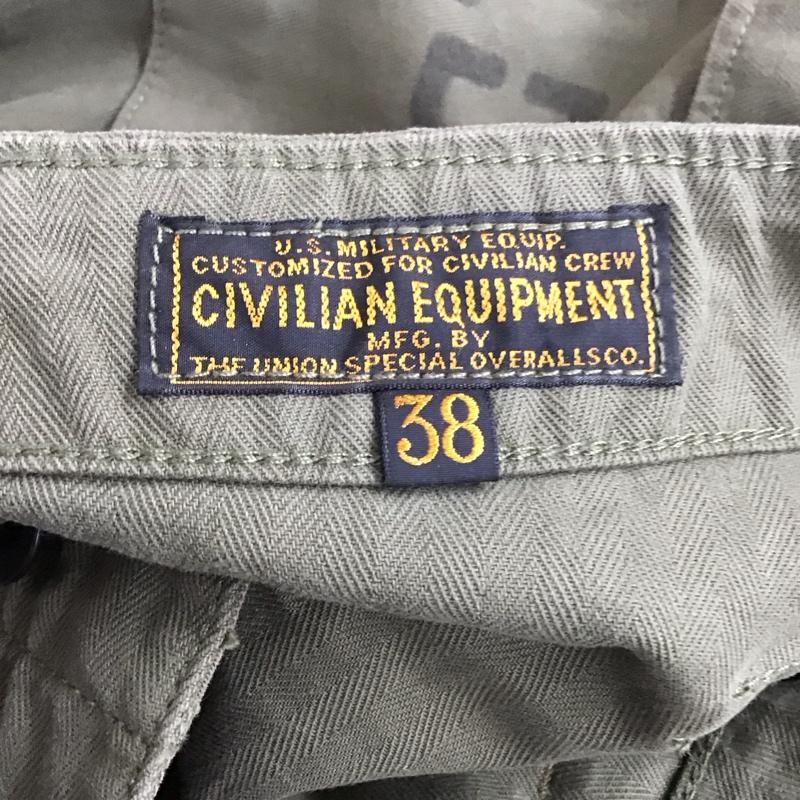 U.S. MILITARY EQUIP.
CUSTOMIZED FOR CIVILIAN CREW
CIVILIAN EQUIPMENT
MFG. BY
THE UNION SPECIAL OVERALLS CO.
38